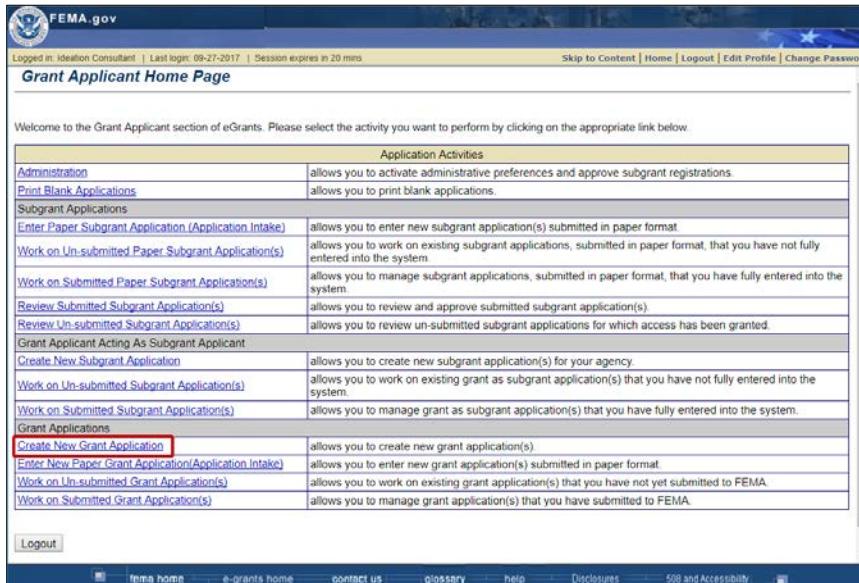 FEMA.gov
Logged in: Ideation Consultant | Last login: 09-27-2017 | Session expires in 20 mins
Skip to Content | Home | Logout | Edit Profile | Change Passwo
Grant Applicant Home Page
Welcome to the Grant Applicant section of eGrants. Please select the activity you want to perform by clicking on the appropriate link below.
Application Activities
Administration
allows you to activate administrative preferences and approve subgrant registrations.
Print Blank Applications
allows you to print blank applications.
Subgrant Applications
Enter Paper Subgrant Application (Application Intake)
allows you to enter new subgrant application(s) submitted in paper format.
Work on Un-submitted Paper Subgrant Application(s)
allows you to work on existing subgrant applications, submitted in paper format, that you have not fully
entered into the system.
Work on Submitted Paper Subgrant Application(s)
allows you to manage subgrant applications, submitted in paper format, that you have fully entered into the
system.
Review Submitted Subgrant Application(s)
allows you to review and approve submitted subgrant application(s).
Review Un-submitted Subgrant Application(s)
allows you to review un-submitted subgrant applications for which access has been granted.
Grant Applicant Acting As Subgrant Applicant
Create New Subgrant Application
allows you to create new subgrant application(s) for your agency.
Work on Un-submitted Subgrant Application(s)
allows you to work on existing grant as subgrant application(s) that you have not fully entered into the
system.
Work on Submitted Subgrant Application(s)
allows you to manage grant as subgrant application(s) that you have fully entered into the system.
Grant Applications
Create New Grant Application
allows you to create new grant application(s).
Enter New Paper Grant Application(Application Intake)
allows you to enter new grant application(s) submitted in paper format.
Work on Un-submitted Grant Application(s)
allows you to work on existing grant application(s) that you have not yet submitted to FEMA.
Work on Submitted Grant Application(s)
allows you to manage grant application(s) that you have submitted to FEMA.
Logout
fema home e-grants home contact us glossary help Disclosures 508 and Accessibility